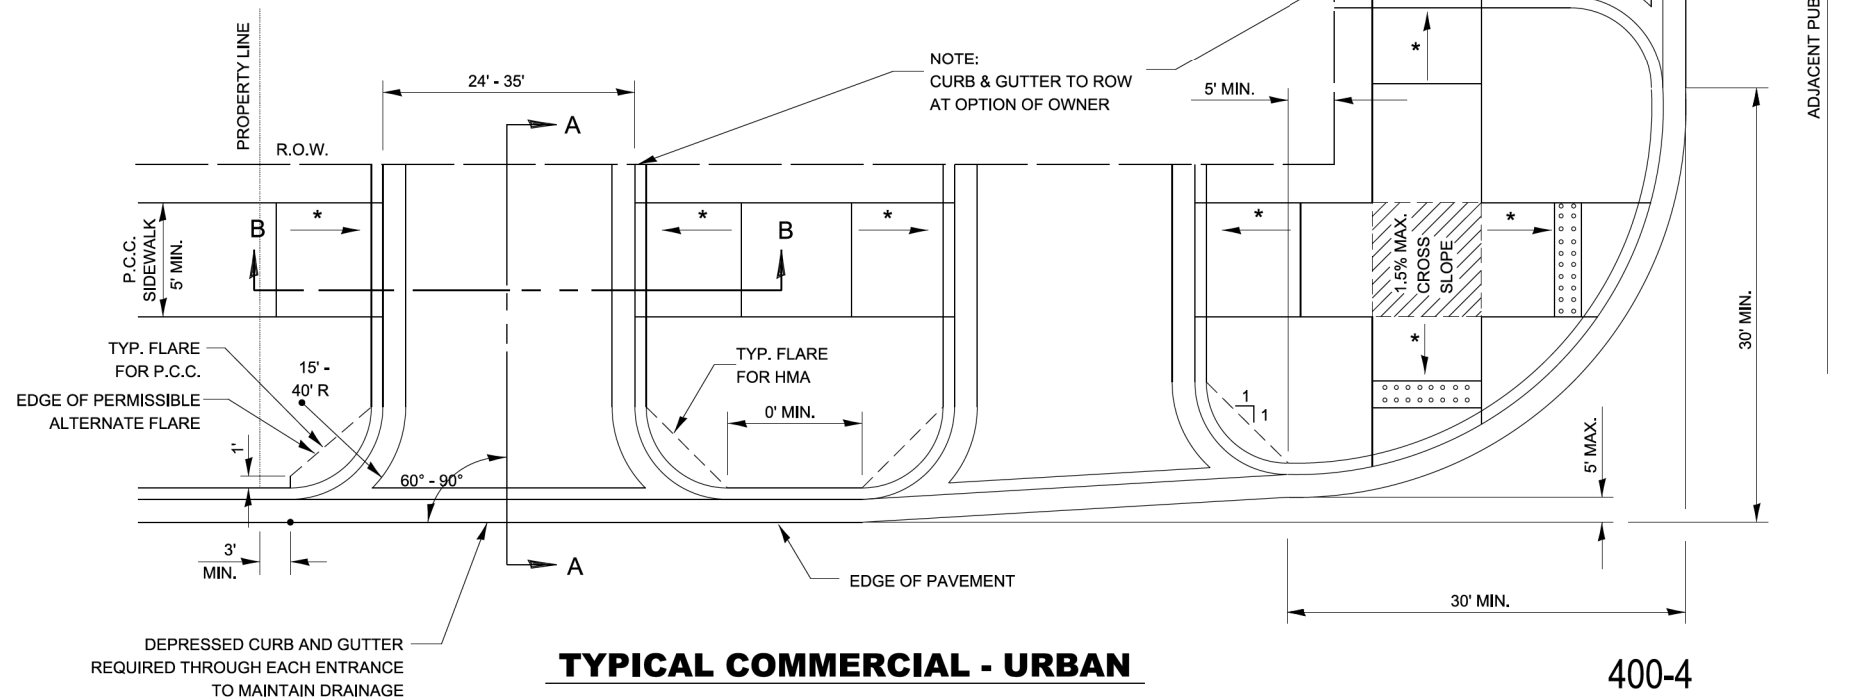 PROPERTY LINE
24' - 35'
NOTE:
CURB & GUTTER TO ROW
AT OPTION OF OWNER
5' MIN.
*
ADJACENT PUB
A
R.O.W.
P.C.C.
SIDEWALK
5' MIN.
B
*
*
*
B
*
1.5% MAX.
CROSS
SLOPE
*
*
30' MIN.
TYP. FLARE
FOR P.C.C.
15' -
40' R
EDGE OF PERMISSIBLE
ALTERNATE FLARE
TYP. FLARE
FOR HMA
0' MIN.
1
1
1'
60° - 90°
5' MAX.
3'
MIN.
A
EDGE OF PAVEMENT
30' MIN.
DEPRESSED CURB AND GUTTER
REQUIRED THROUGH EACH ENTRANCE
TO MAINTAIN DRAINAGE
TYPICAL COMMERCIAL - URBAN
400-4